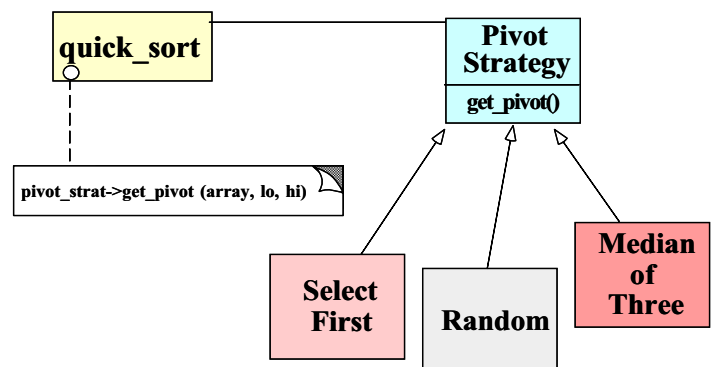 quick_sort
Pivot
Strategy
get_pivot()
pivot_strat->get_pivot (array, lo, hi)
Select
First
Random
Median
of
Three